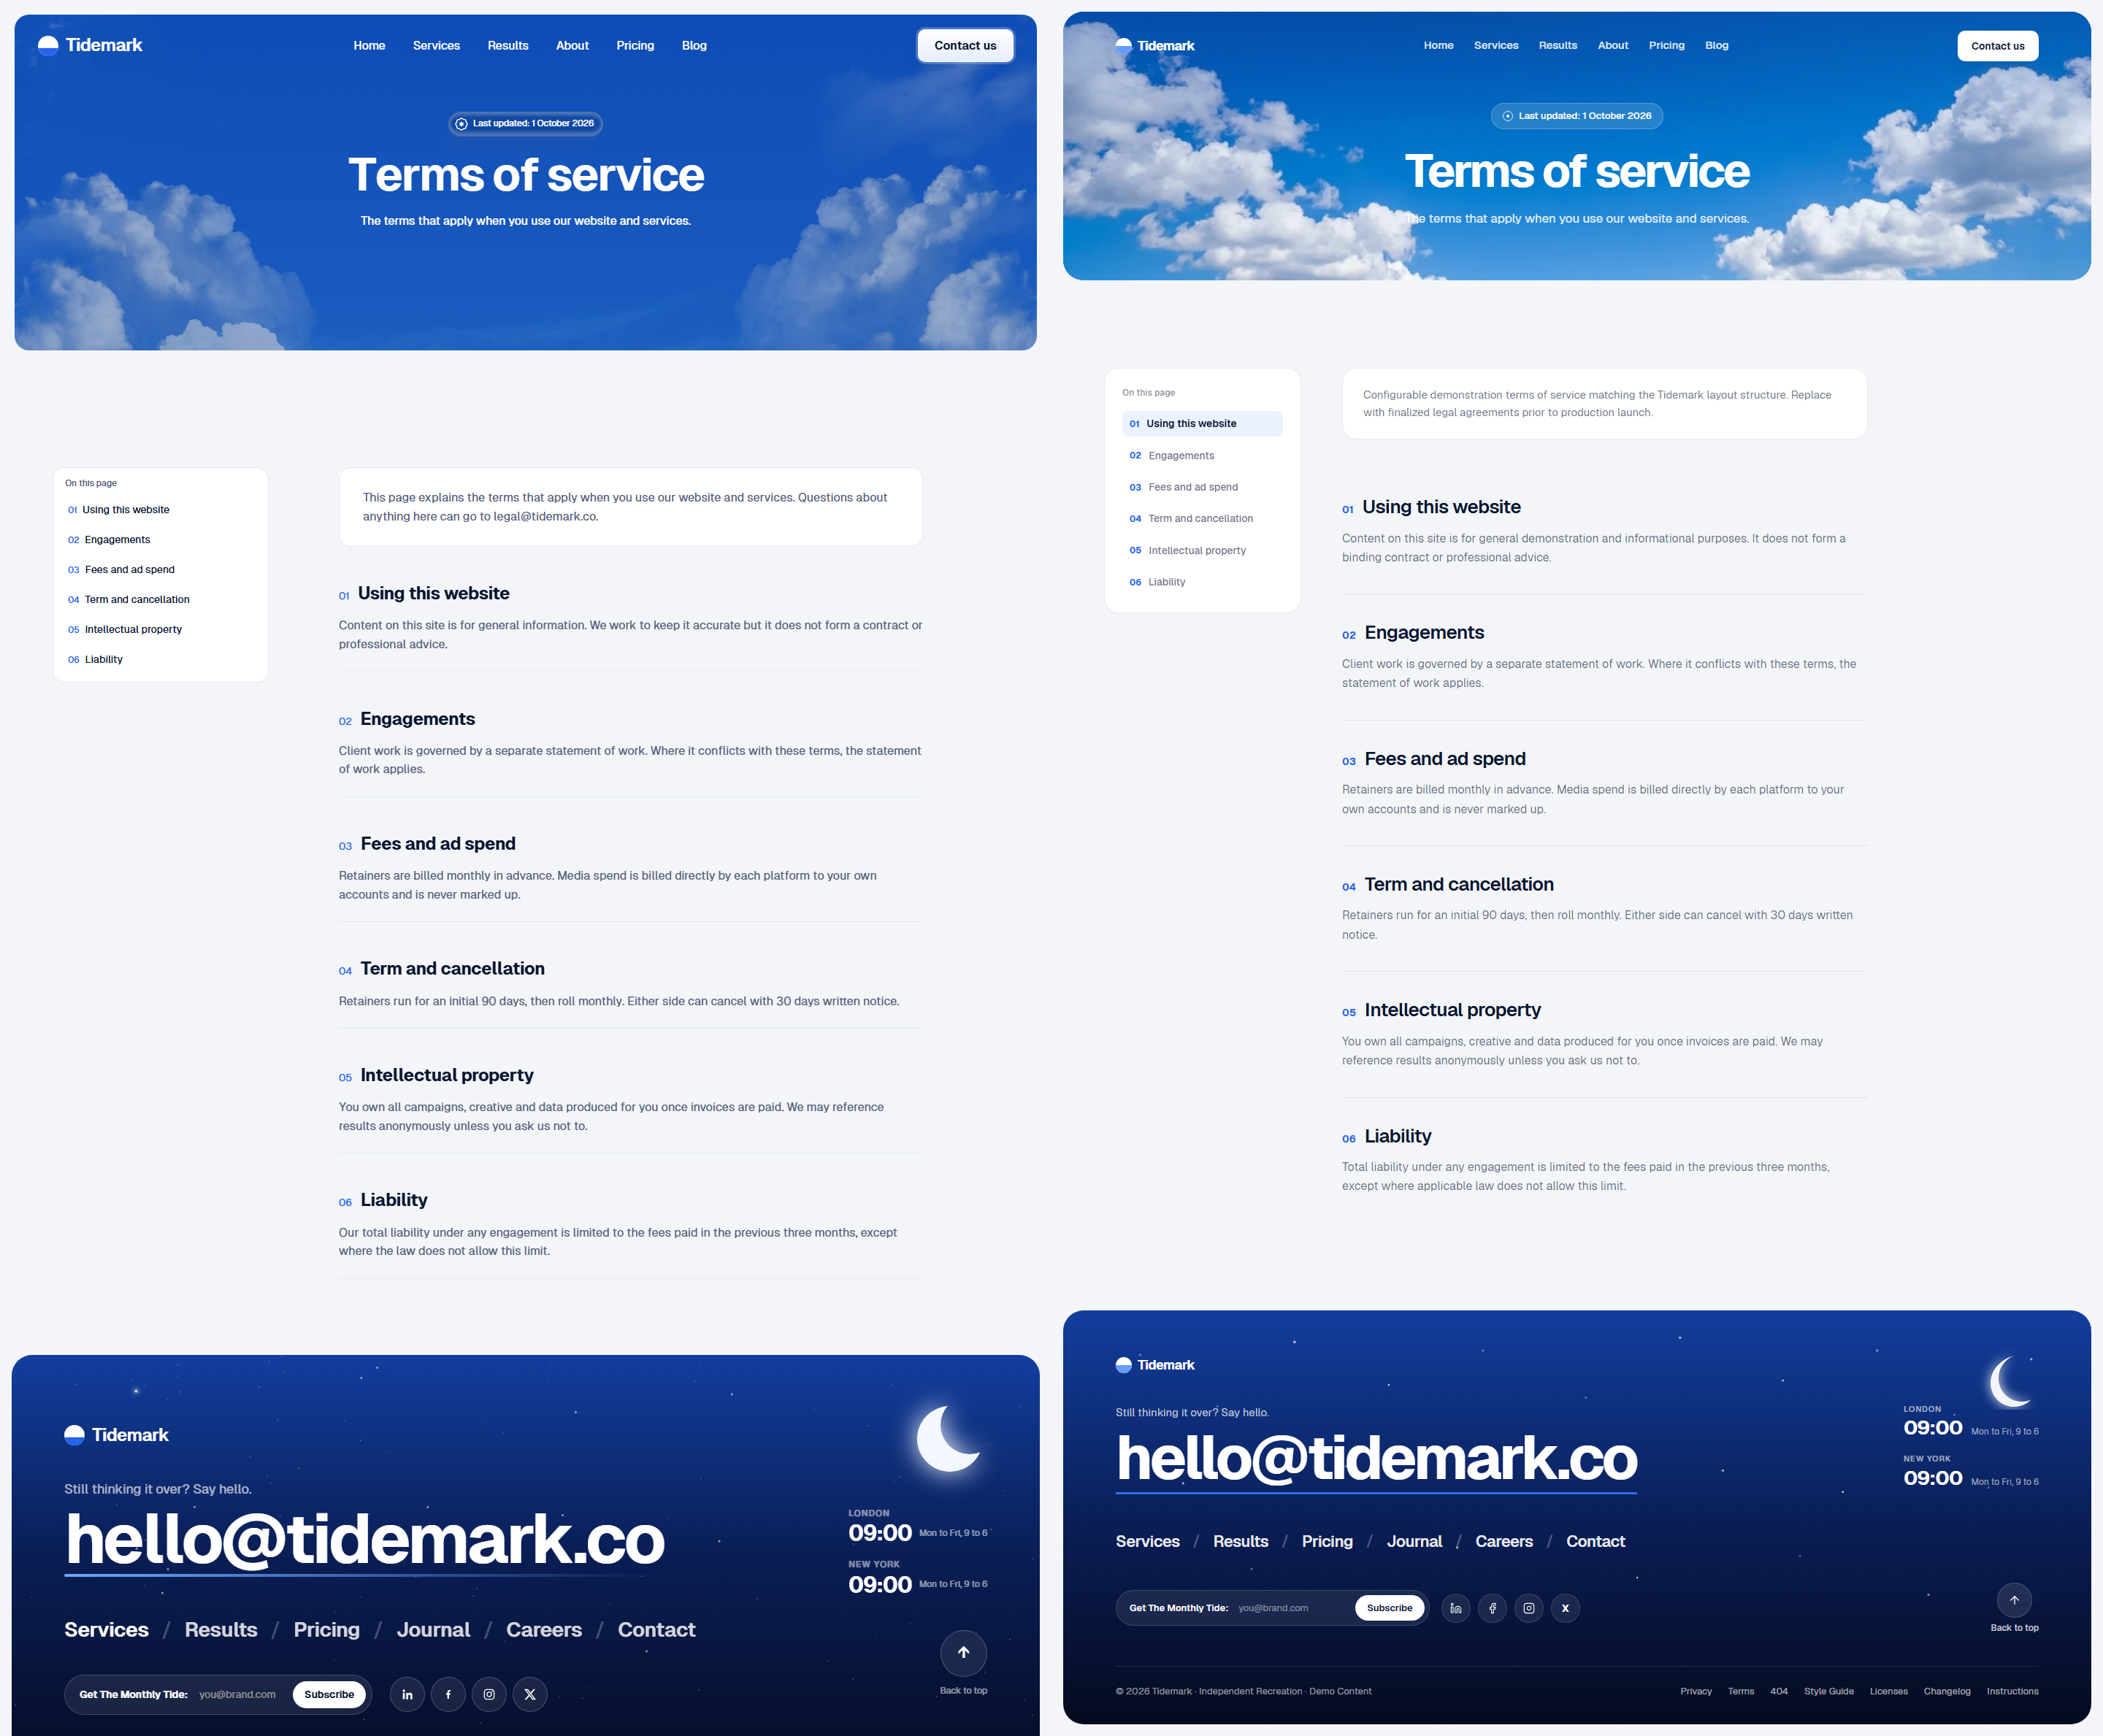 Tidemark
Home Services Results About Pricing Blog
Contact us
Last updated: 1 October 2026
Terms of service
The terms that apply when you use our website and services.
On this page
01 Using this website
02 Engagements
03 Fees and ad spend
04 Term and cancellation
05 Intellectual property
06 Liability
This page explains the terms that apply when you use our website and services. Questions about
anything here can go to legal@tidemark.co.
01 Using this website
Content on this site is for general information. We work to keep it accurate but it does not form a contract or
professional advice.
02 Engagements
Client work is governed by a separate statement of work. Where it conflicts with these terms, the statement
of work applies.
03 Fees and ad spend
Retainers are billed monthly in advance. Media spend is billed directly by each platform to your own
accounts and is never marked up.
04 Term and cancellation
Retainers run for an initial 90 days, then roll monthly. Either side can cancel with 30 days written notice.
05 Intellectual property
You own all campaigns, creative and data produced for you once invoices are paid. We may reference
results anonymously unless you ask us not to.
06 Liability
Our total liability under any engagement is limited to the fees paid in the previous three months, except
where the law does not allow this limit.
Tidemark
Still thinking it over? Say hello.
hello@tidemark.co
LONDON
09:00 Mon to Fri, 9 to 6
NEW YORK
09:00 Mon to Fri, 9 to 6
Services / Results / Pricing / Journal / Careers / Contact
Get The Monthly Tide: you@brand.com Subscribe
Back to top
Tidemark
Home Services Results About Pricing Blog
Contact us
Last updated: 1 October 2026
Terms of service
The terms that apply when you use our website and services.
On this page
01 Using this website
02 Engagements
03 Fees and ad spend
04 Term and cancellation
05 Intellectual property
06 Liability
Configurable demonstration terms of service matching the Tidemark layout structure. Replace
with finalized legal agreements prior to production launch.
01 Using this website
Content on this site is for general demonstration and informational purposes. It does not form a
binding contract or professional advice.
02 Engagements
Client work is governed by a separate statement of work. Where it conflicts with these terms, the
statement of work applies.
03 Fees and ad spend
Retainers are billed monthly in advance. Media spend is billed directly by each platform to your
own accounts and is never marked up.
04 Term and cancellation
Retainers run for an initial 90 days, then roll monthly. Either side can cancel with 30 days written
notice.
05 Intellectual property
You own all campaigns, creative and data produced for you once invoices are paid. We may
reference results anonymously unless you ask us not to.
06 Liability
Total liability under any engagement is limited to the fees paid in the previous three months,
except where applicable law does not allow this limit.
Tidemark
Still thinking it over? Say hello.
hello@tidemark.co
LONDON
09:00 Mon to Fri, 9 to 6
NEW YORK
09:00 Mon to Fri, 9 to 6
Services / Results / Pricing / Journal / Careers / Contact
Get The Monthly Tide: you@brand.com Subscribe
Back to top
© 2026 Tidemark · Independent Recreation · Demo Content
Privacy Terms 404 Style Guide Licenses Changelog Instructions